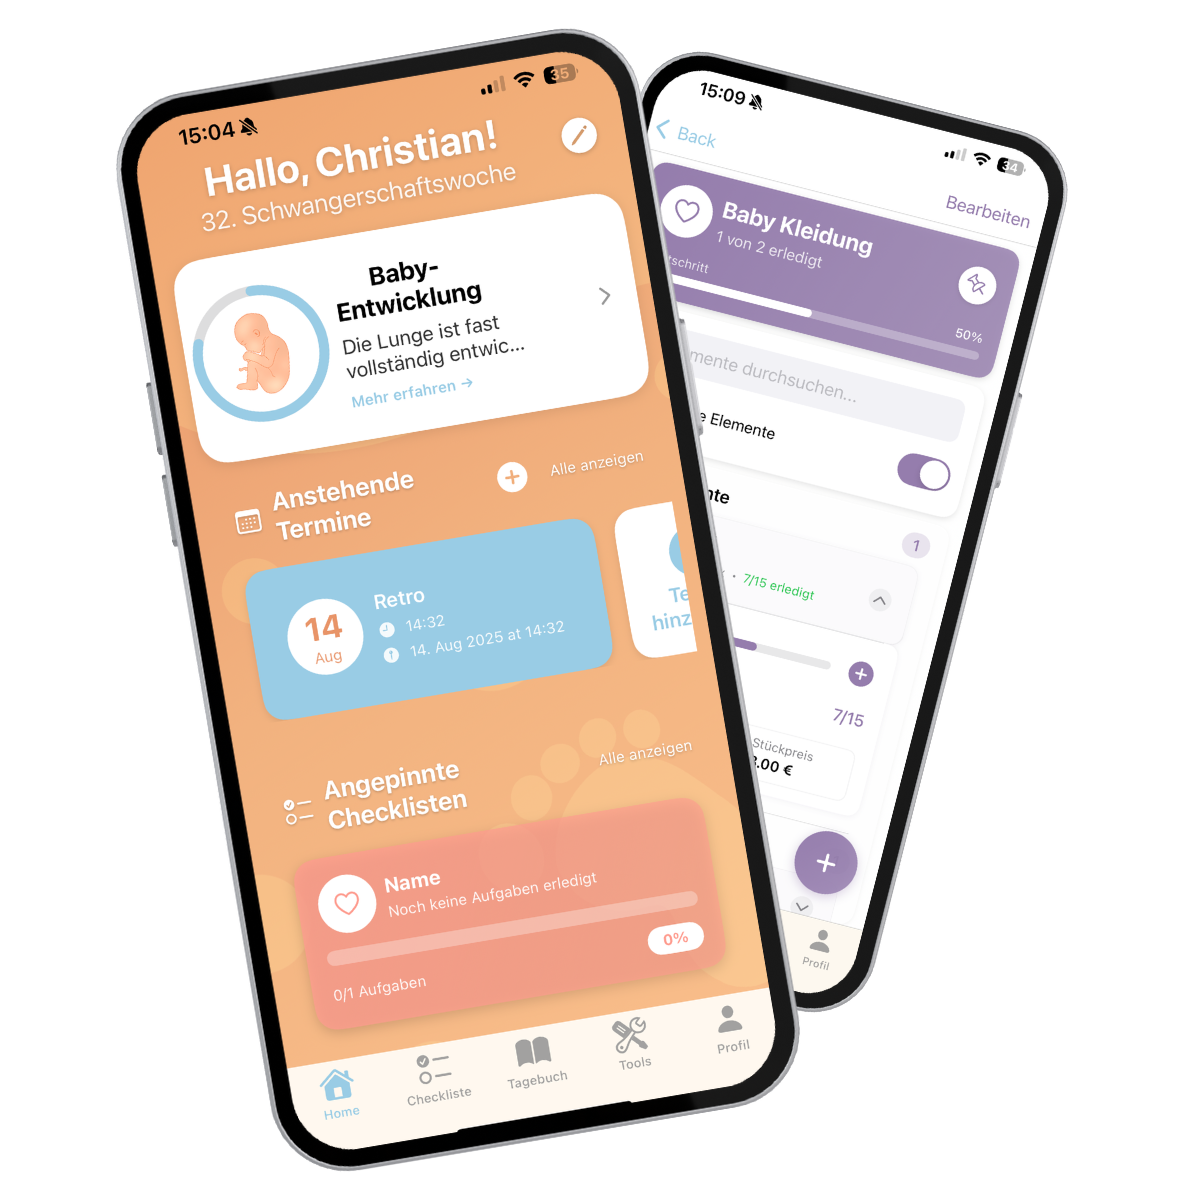 15:04
35
Hallo, Christian!
32. Schwangerschaftswoche
Baby-
Entwicklung
Die Lunge ist fast
vollständig entwic...
Mehr erfahren →
Anstehende
Termine
Alle anzeigen
14
Aug
Retro
14:32
14. Aug 2025 at 14:32
Te
hinz
Angepinnte
Checklisten
Alle anzeigen
Name
Noch keine Aufgaben erledigt
0%
0/1 Aufgaben
Home
Checkliste
Tagebuch
Tools
Profil
15:09
34
Back
Bearbeiten
Baby Kleidung
1 von 2 erledigt
tschritt
50%
mente durchsuchen...
e Elemente
nte
1
• 7/15 erledigt
7/15
Stückpreis
.00 €
Profil